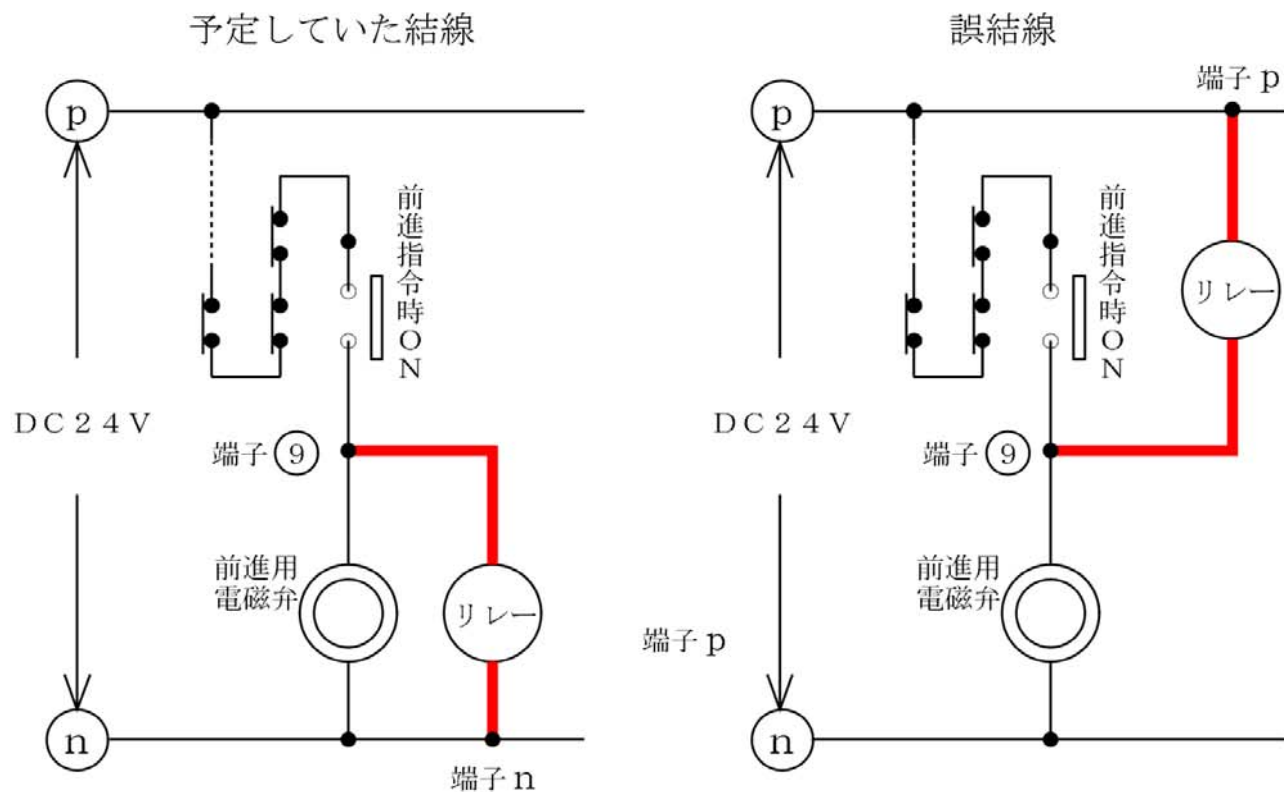 予定していた結線
p
前進指令時ON
DC24V
端子⑨
前進用
電磁弁
リレー
n
端子n
誤結線
端子p
p
前進指令時ON
リレー
DC24V
端子⑨
前進用
電磁弁
端子p
n